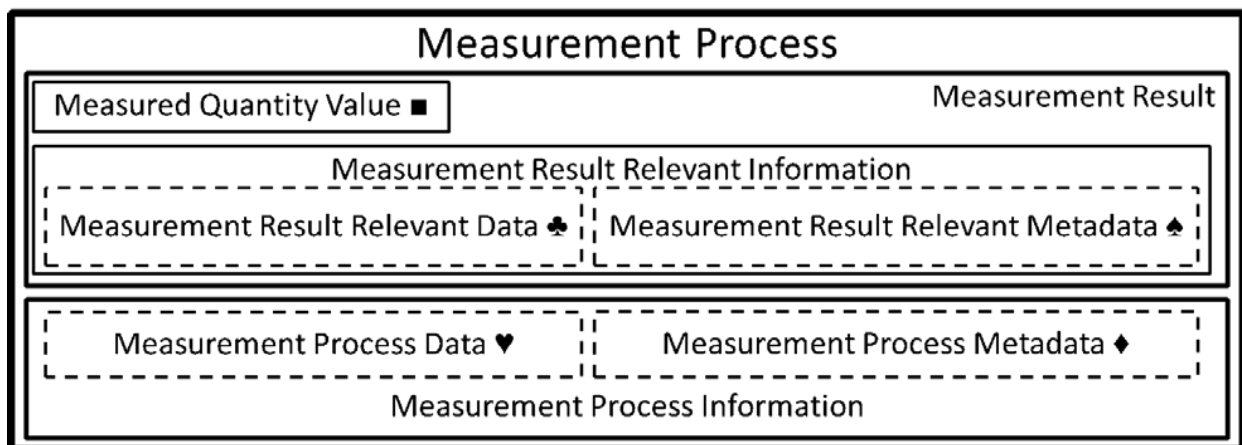 Measurement Process
Measured Quantity Value ■
Measurement Result
Measurement Result Relevant Information
Measurement Result Relevant Data ♣
Measurement Result Relevant Metadata ♠
Measurement Process Data ♥
Measurement Process Metadata ♦
Measurement Process Information